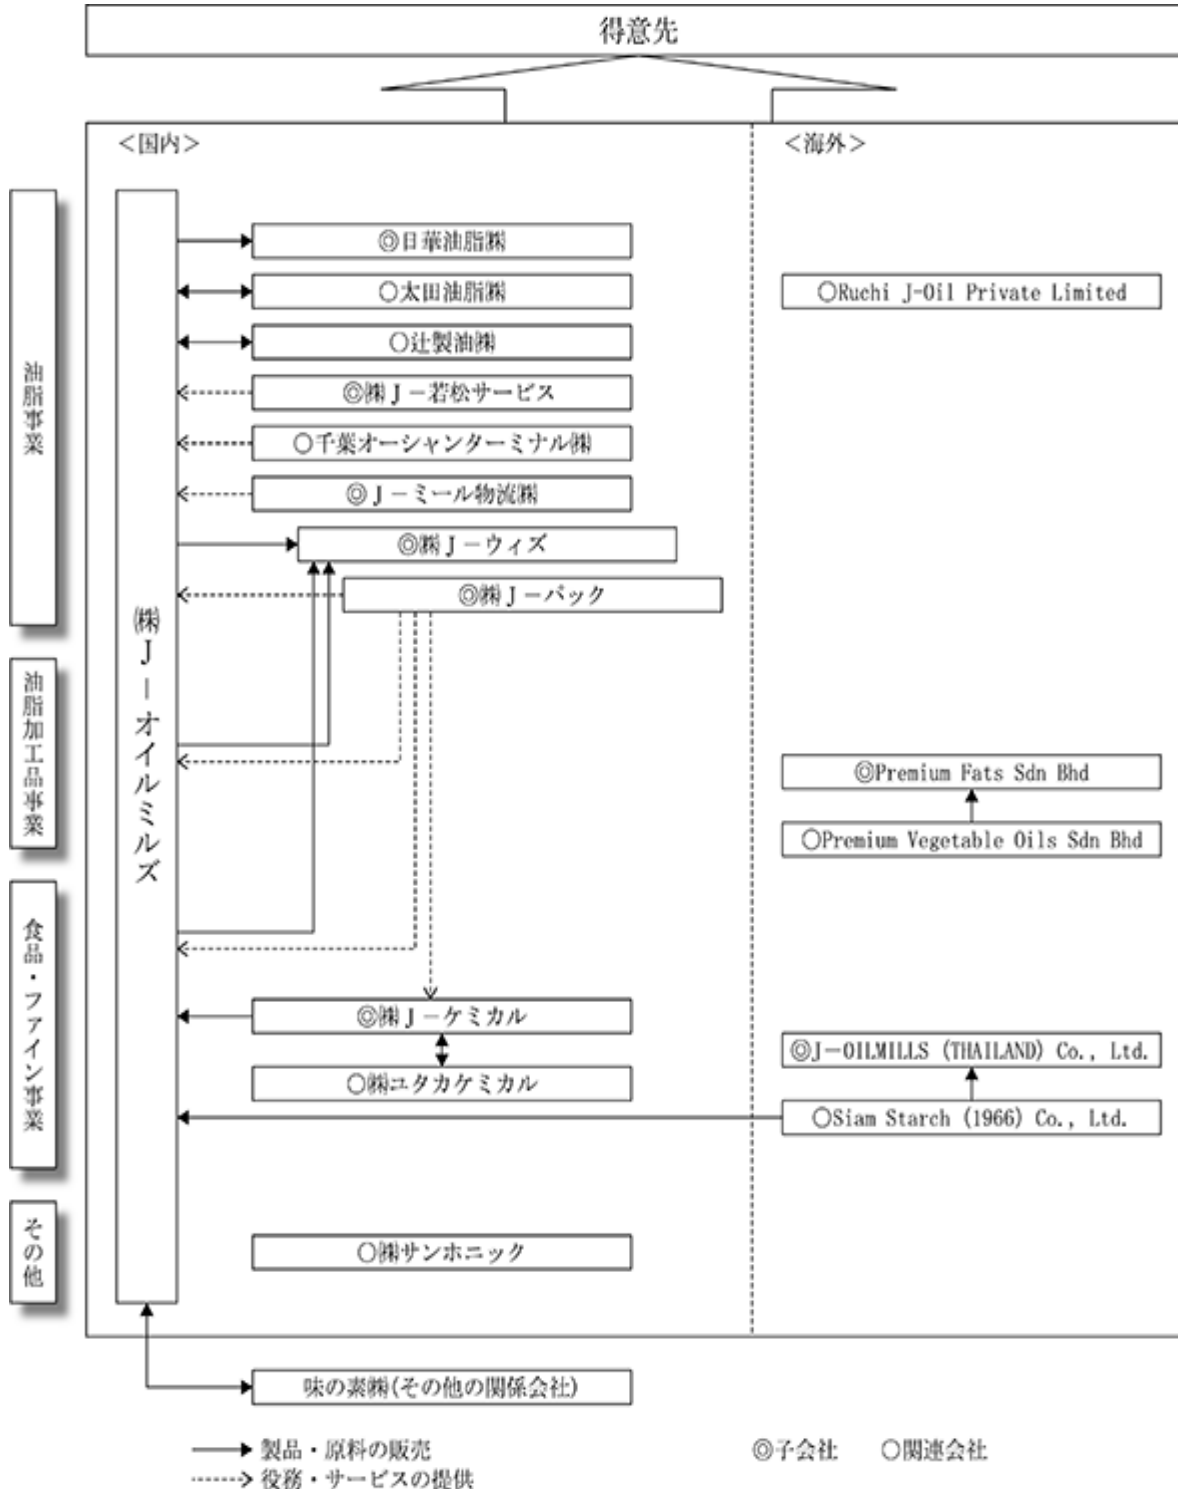 得意先
＜国内＞
＜海外＞
油脂事業
油脂加工品事業
食品・ファイン事業
その他
㈱Ｊ－オイルミルズ
◎日華油脂㈱
○太田油脂㈱
○辻製油㈱
◎㈱Ｊ－若松サービス
○千葉オーシャンターミナル㈱
◎Ｊ－ミール物流㈱
◎㈱Ｊ－ウィズ
◎㈱Ｊ－パック
◎㈱Ｊ－ケミカル
○㈱ユタカケミカル
○㈱サンホニック
○Ruchi J-Oil Private Limited
◎Premium Fats Sdn Bhd
○Premium Vegetable Oils Sdn Bhd
◎J－OILMILLS (THAILAND) Co., Ltd.
○Siam Starch (1966) Co., Ltd.
味の素㈱(その他の関係会社)
製品・原料の販売
役務・サービスの提供
◎子会社
○関連会社